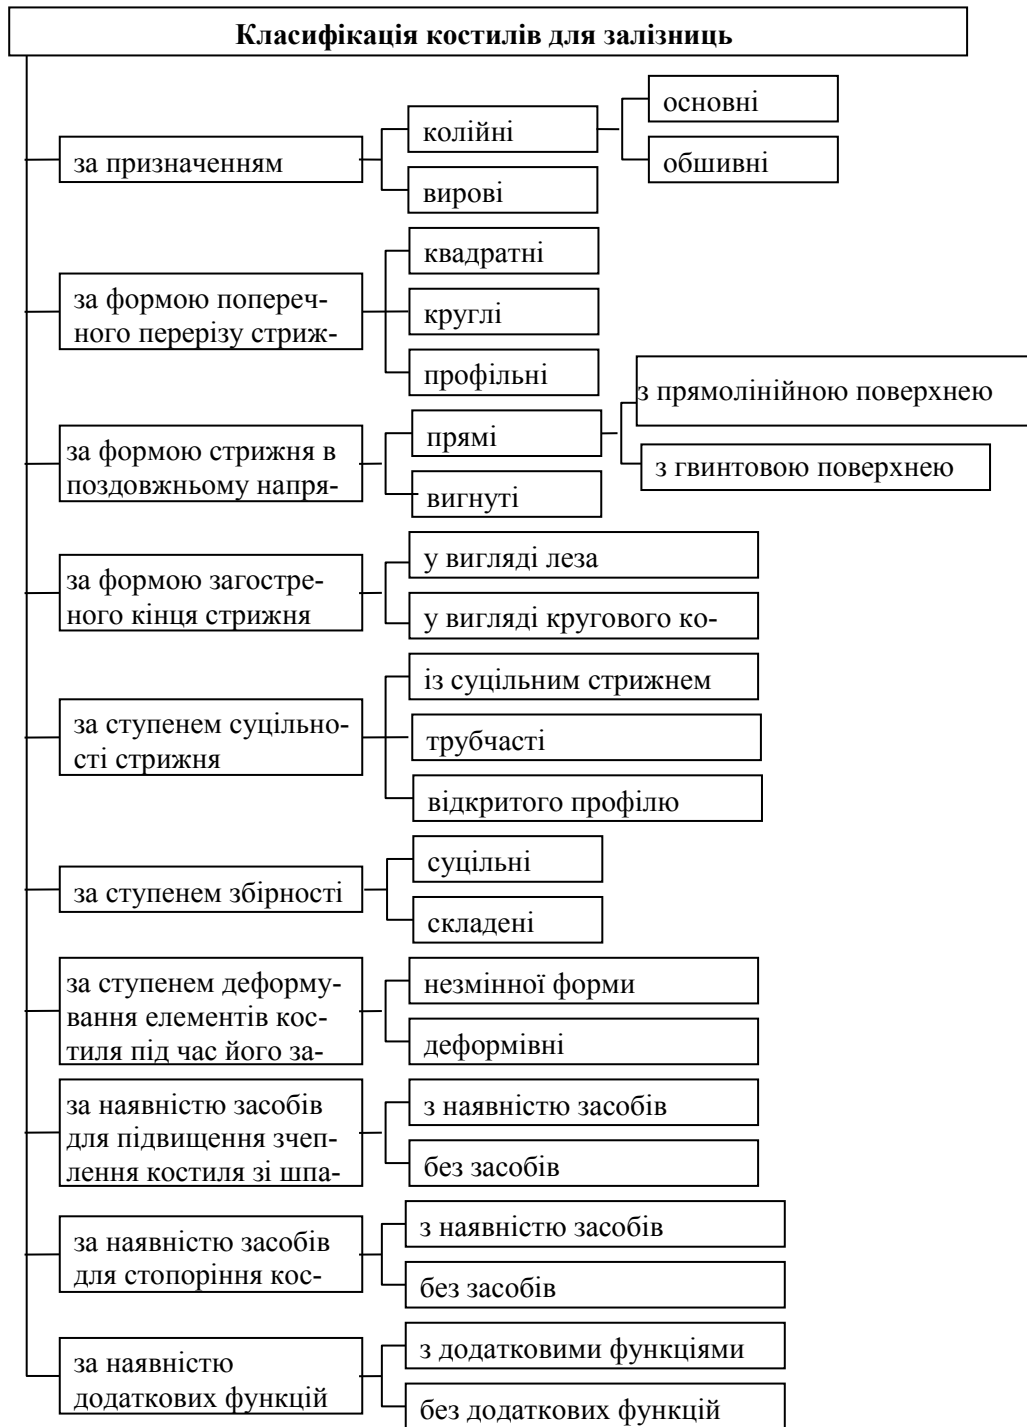 Класифікація костилів для залізниць
за призначенням
колійні
основні
обшивні
вирові
за формою попереч-
ного перерізу стриж-
квадратні
круглі
профільні
за формою стрижня в
поздовжньому напря-
прямі
з прямолінійною поверхнею
з гвинтовою поверхнею
вигнуті
за формою загостре-
ного кінця стрижня
у вигляді леза
у вигляді кругового ко-
за ступенем суцільно-
сті стрижня
із суцільним стрижнем
трубчасті
відкритого профілю
за ступенем збірності
суцільні
складені
за ступенем деформу-
вання елементів кос-
тиля під час його за-
незмінної форми
деформівні
за наявністю засобів
для підвищення зчеп-
лення костиля зі шпа-
з наявністю засобів
без засобів
за наявністю засобів
для стопоріння кос-
з наявністю засобів
без засобів
за наявністю
додаткових функцій
з додатковими функціями
без додаткових функцій